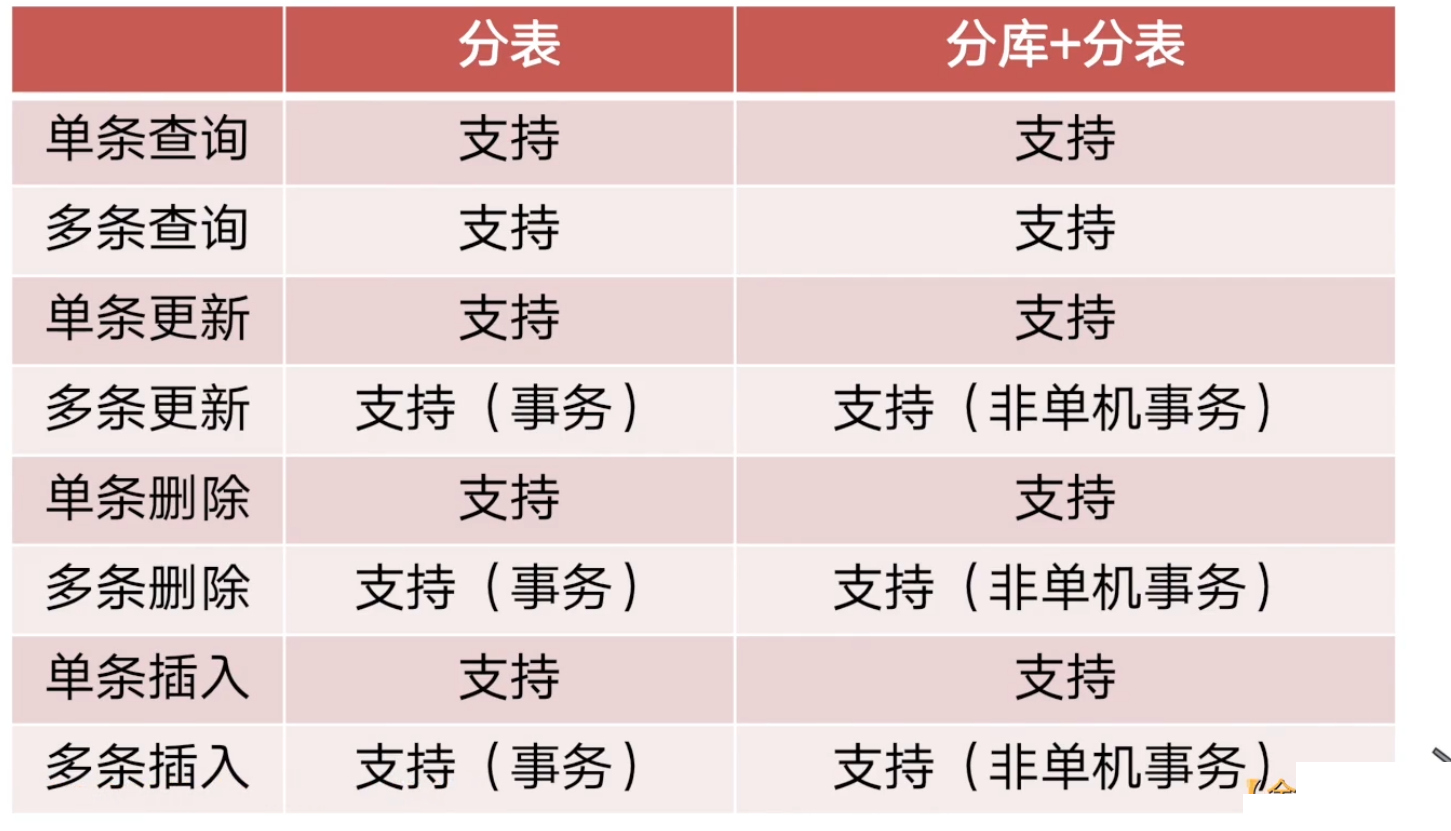 分表 分库+分表
单条查询 支持 支持
多条查询 支持 支持
单条更新 支持 支持
多条更新 支持（事务） 支持（非单机事务）
单条删除 支持 支持
多条删除 支持（事务） 支持（非单机事务）
单条插入 支持 支持
多条插入 支持（事务） 支持（非单机事务）